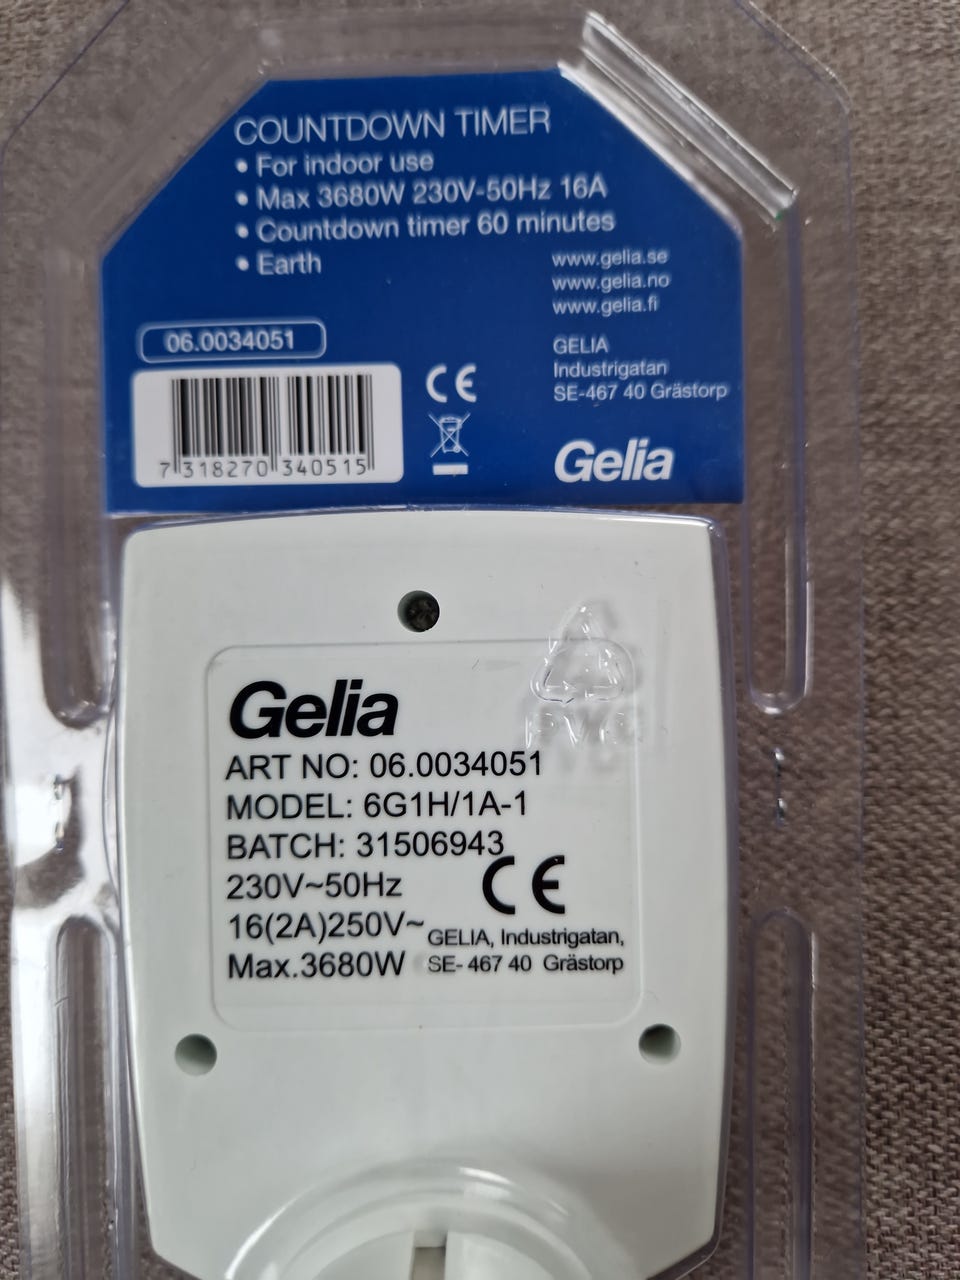 COUNTDOWN TIMER
• For indoor use
• Max 3680W 230V-50Hz 16A
• Countdown timer 60 minutes
• Earth
www.gelia.se
www.gelia.no
www.gelia.fi
06.0034051
GELIA
Industrigatan
SE-467 40 Grästorp
CE
7 318270 340515
Gelia
Gelia
ART NO: 06.0034051
MODEL: 6G1H/1A-1
BATCH: 31506943
230V~50Hz
CE
16(2A)250V~
Max.3680W
GELIA, Industrigatan,
SE- 467 40 Grästorp